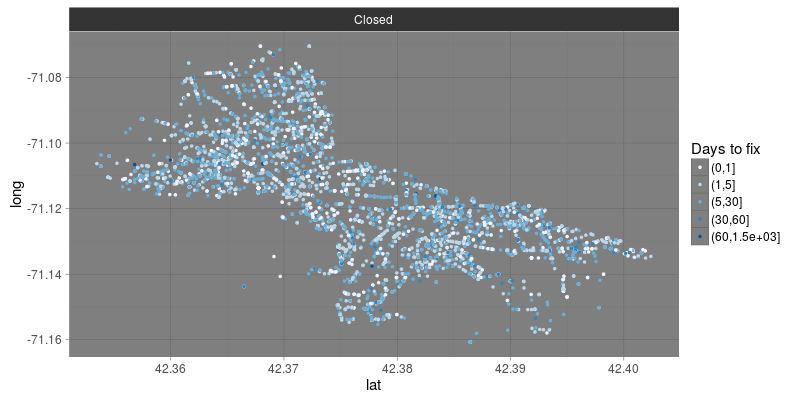 Closed
-71.08
-71.10
-71.12
-71.14
-71.16
long
42.36
42.37
42.38
42.39
42.40
lat
Days to fix
(0,1]
(1,5]
(5,30]
(30,60]
(60,1.5e+03]